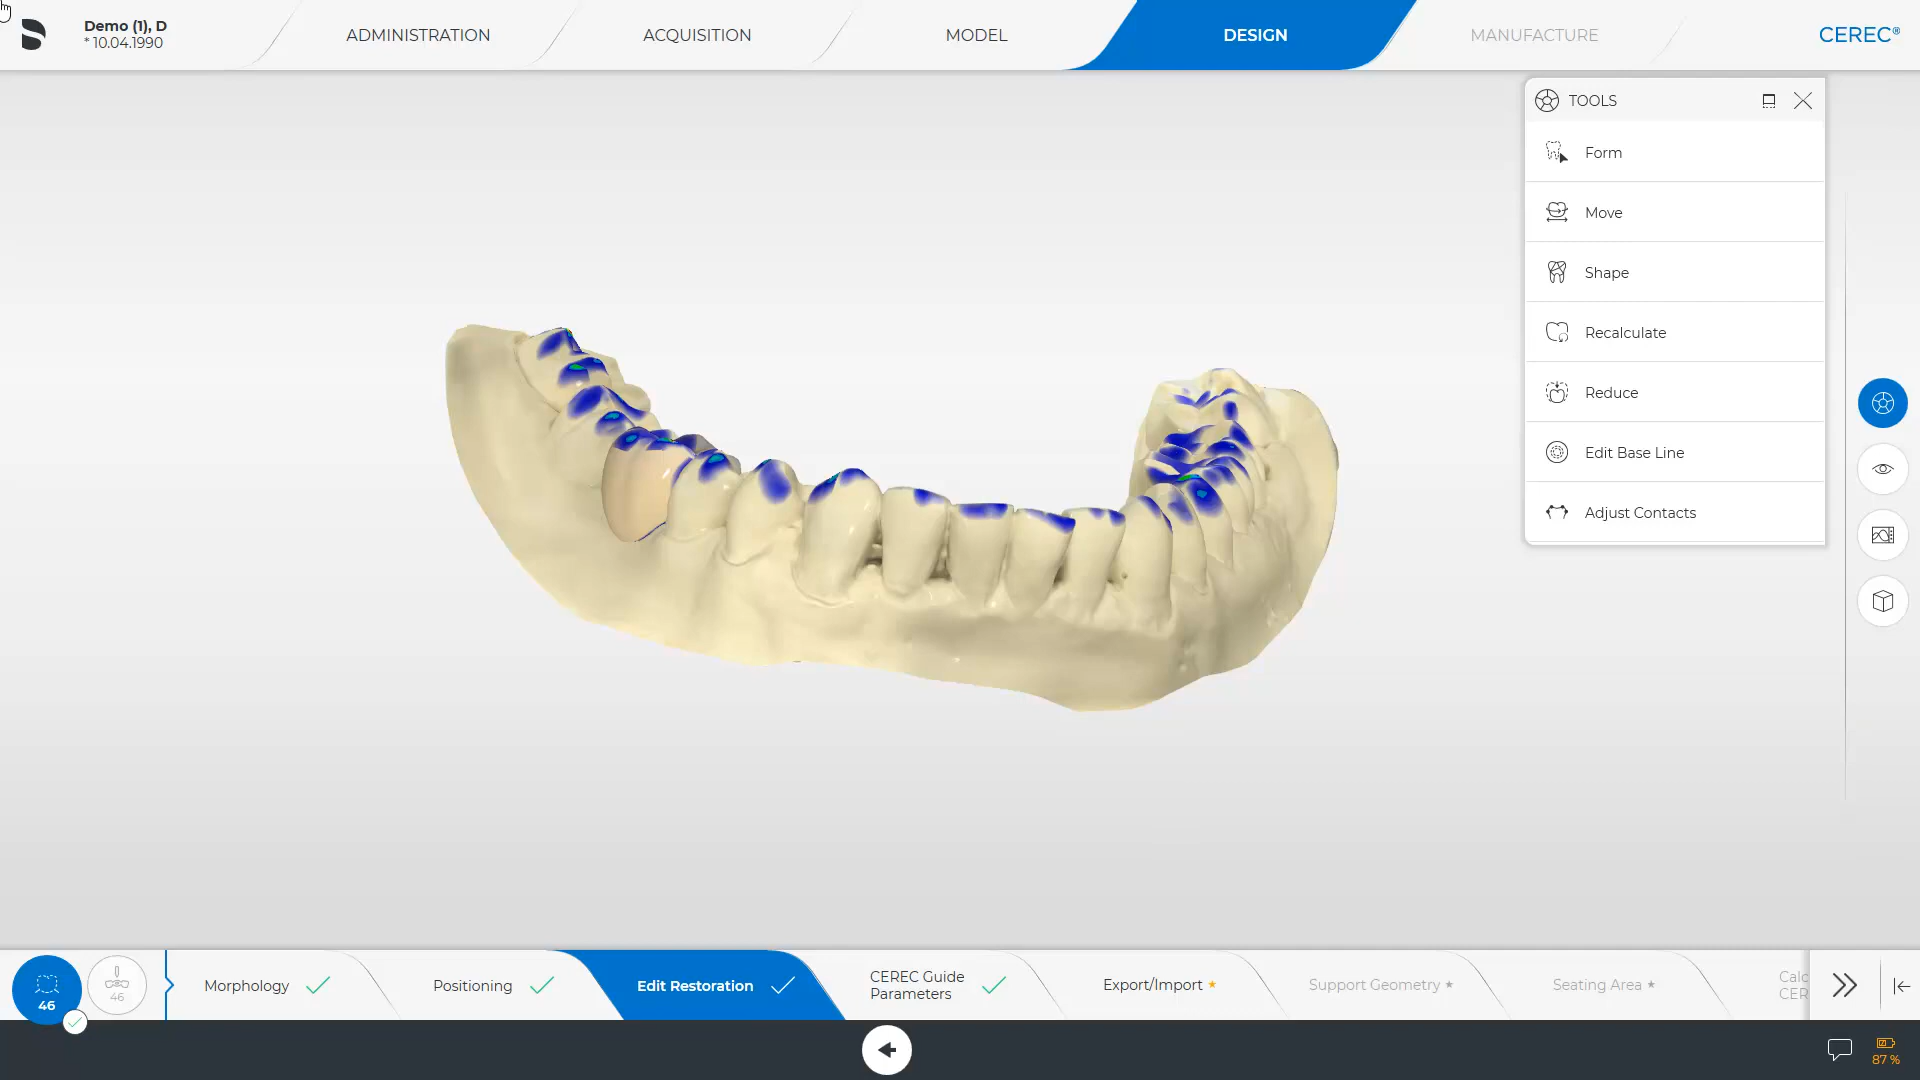 Demo (1), D
* 10.04.1990
ADMINISTRATION
ACQUISITION
MODEL
DESIGN
MANUFACTURE
CEREC®
TOOLS
Form
Move
Shape
Recalculate
Reduce
Edit Base Line
Adjust Contacts
46
46
Morphology
Positioning
Edit Restoration
CEREC Guide
Parameters
Export/Import *
Support Geometry *
Seating Area *
Calc
CER
87 %